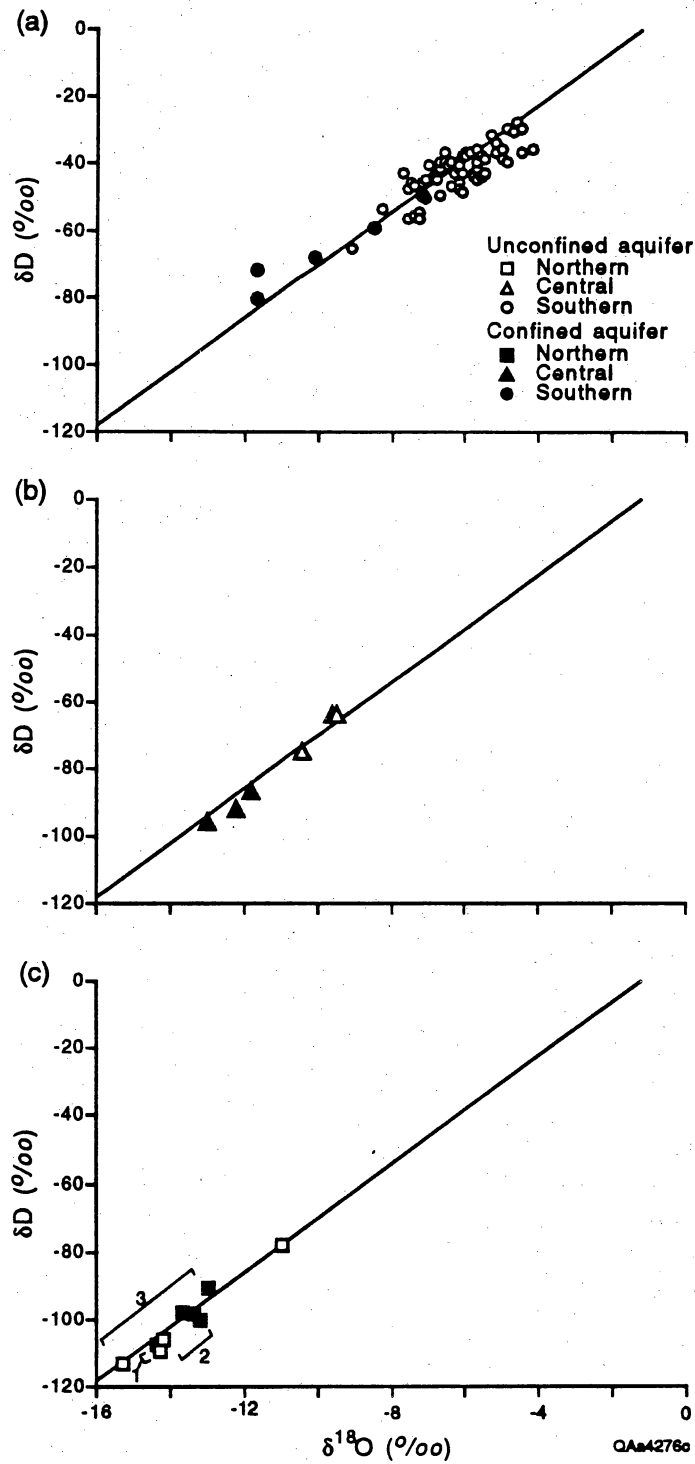 (a)
0
-20
-40
-60
-80
-100
-120
δD (°/oo)
Unconfined aquifer
Northern
Central
Southern
Confined aquifer
Northern
Central
Southern
(b)
0
-20
-40
-60
-80
-100
-120
δD (°/oo)
(c)
0
-20
-40
-60
-80
-100
-120
δD (°/oo)
3
2
1
-16
-12
-8
-4
0
δ¹⁸O (°/oo)
QAa4276c